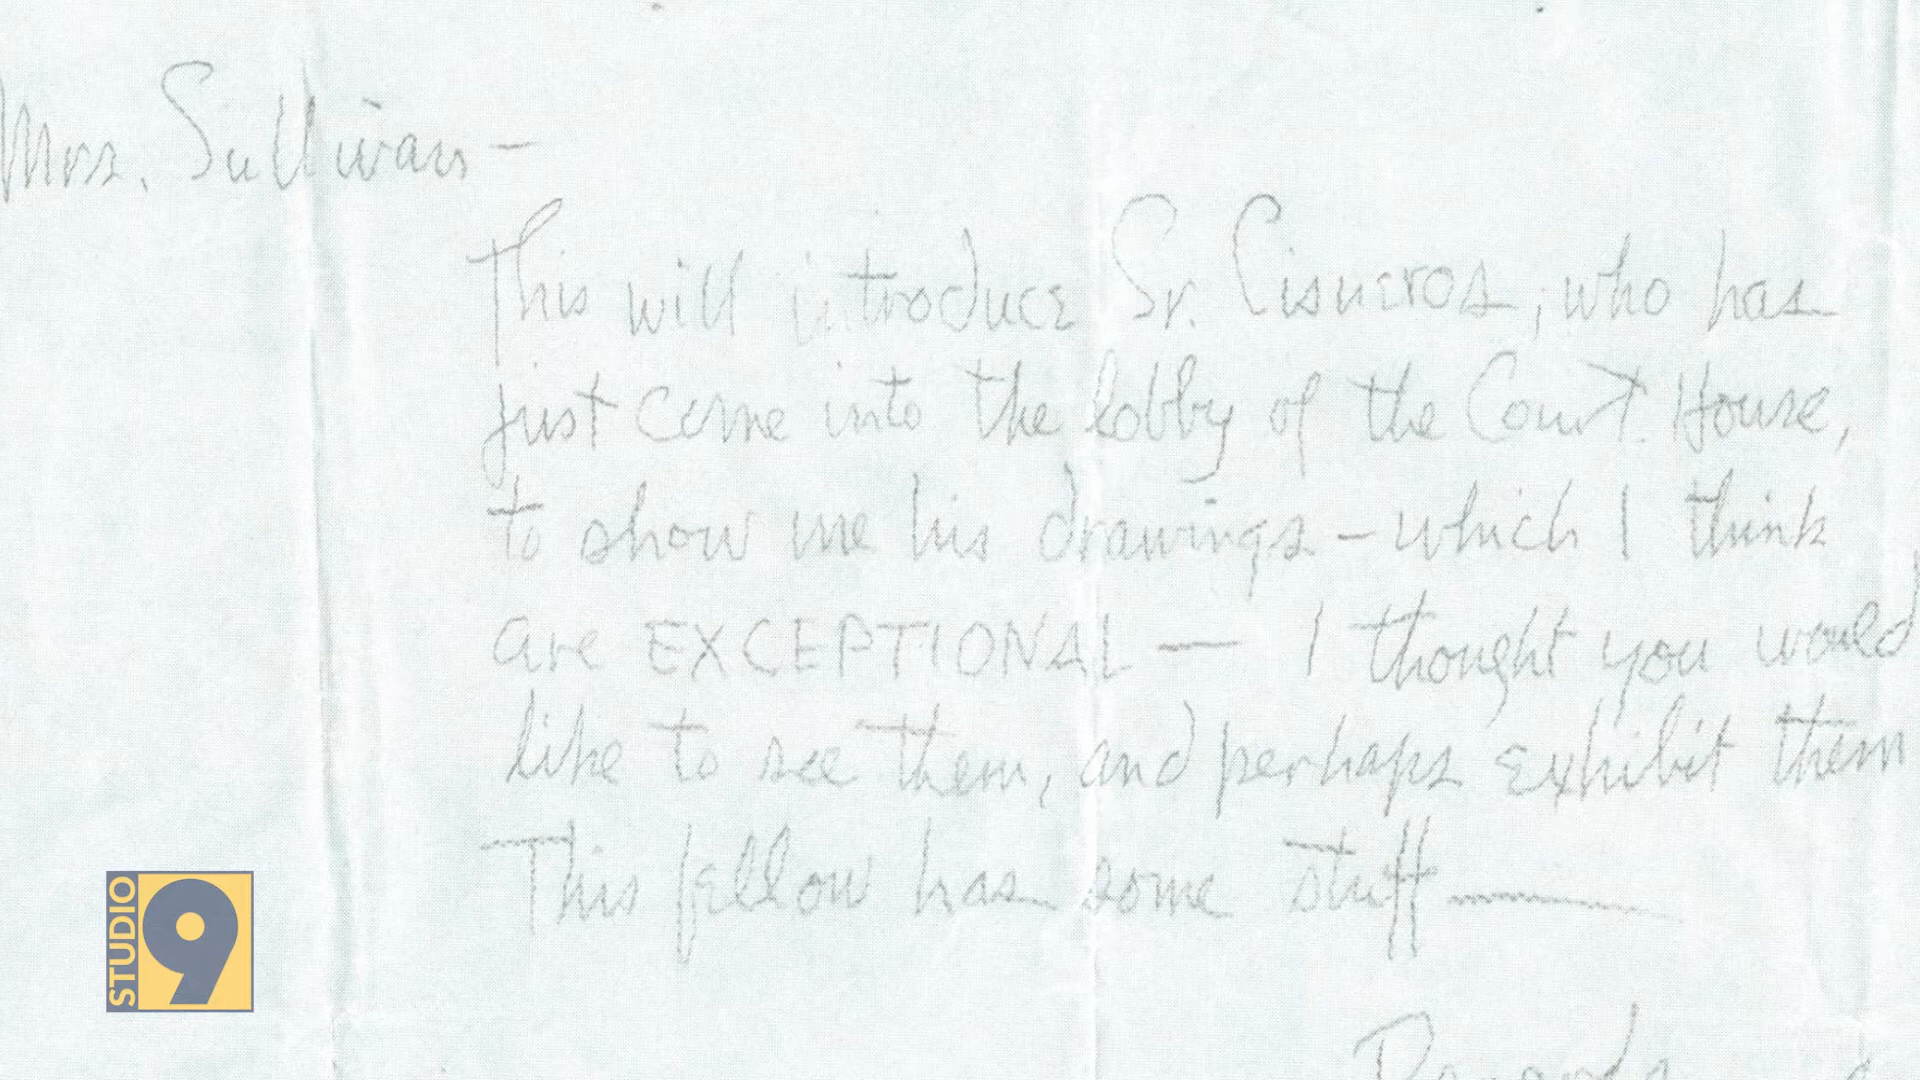 Mrs. Sullivan —
This will introduce Sr. Cisneros, who has
just come into the lobby of the Court House,
to show me his drawings — which I think
are EXCEPTIONAL — I thought you would
like to see them, and perhaps exhibit them
This fellow has some stuff —
STUDIO 9